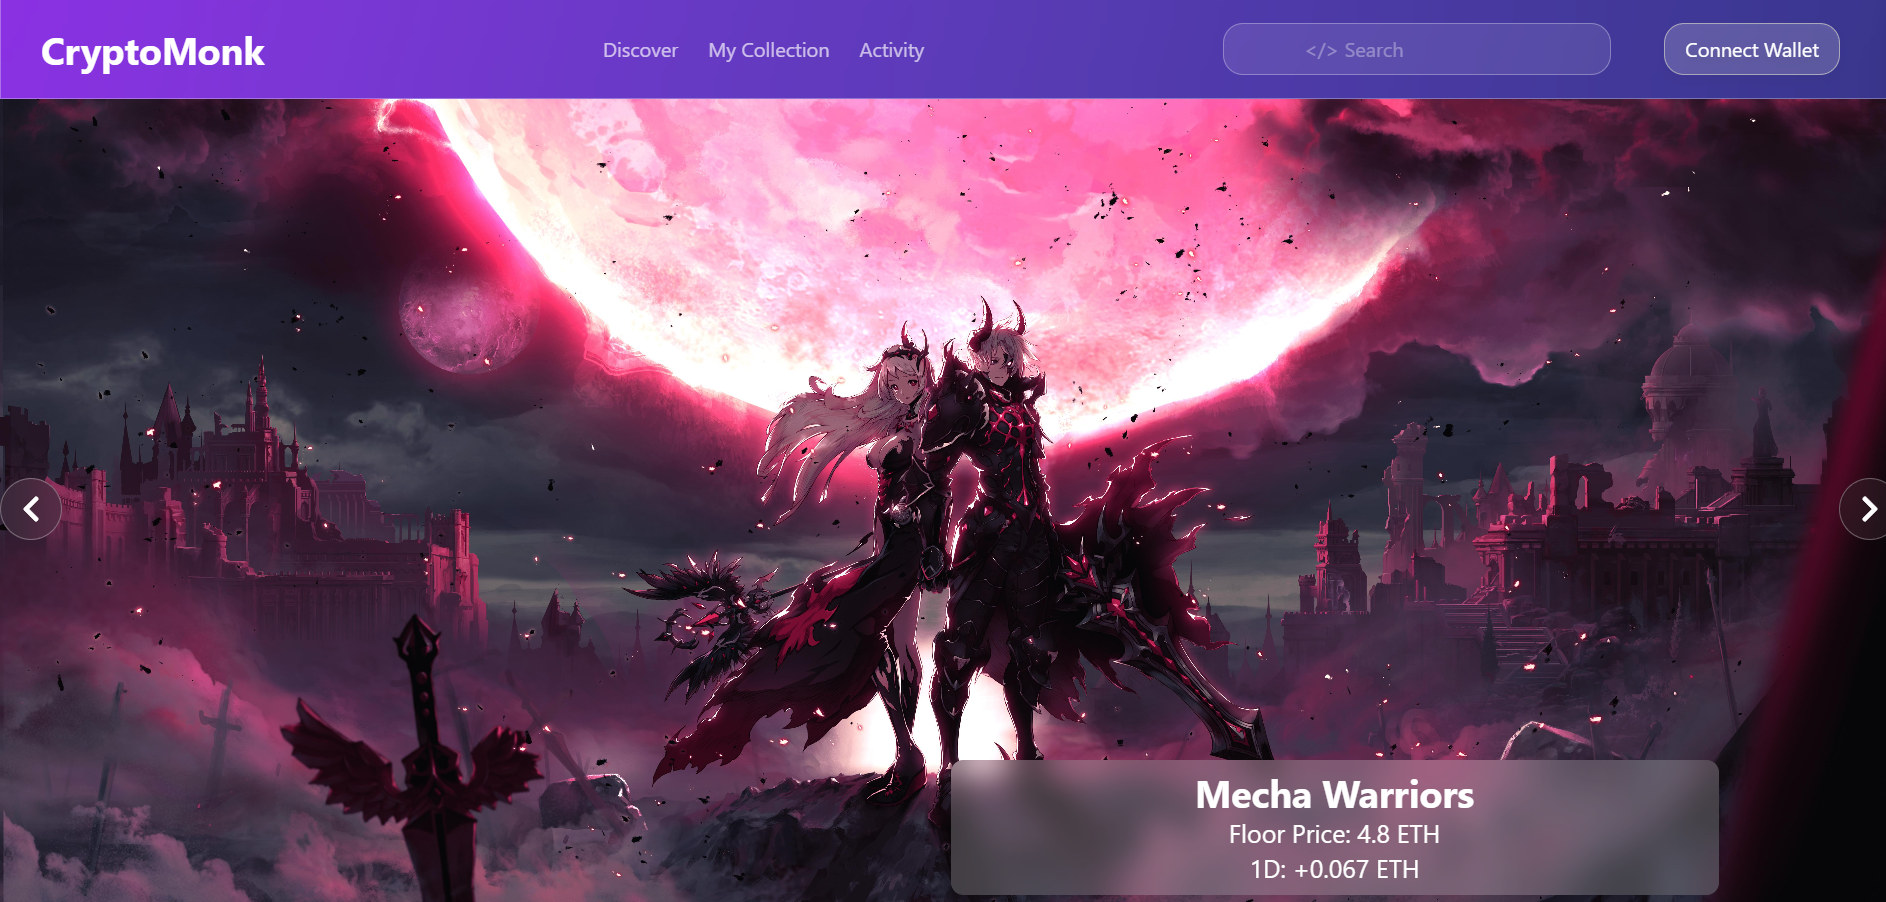 CryptoMonk
Discover
My Collection
Activity
</> Search
Connect Wallet
Mecha Warriors
Floor Price: 4.8 ETH
1D: +0.067 ETH